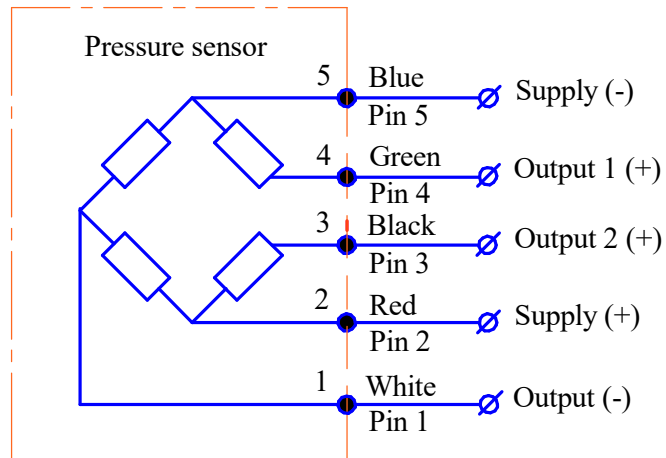 Pressure sensor
5 Blue Supply (-)
Pin 5
4 Green Output 1 (+)
Pin 4
3 Black Output 2 (+)
Pin 3
2 Red Supply (+)
Pin 2
1 White Output (-)
Pin 1